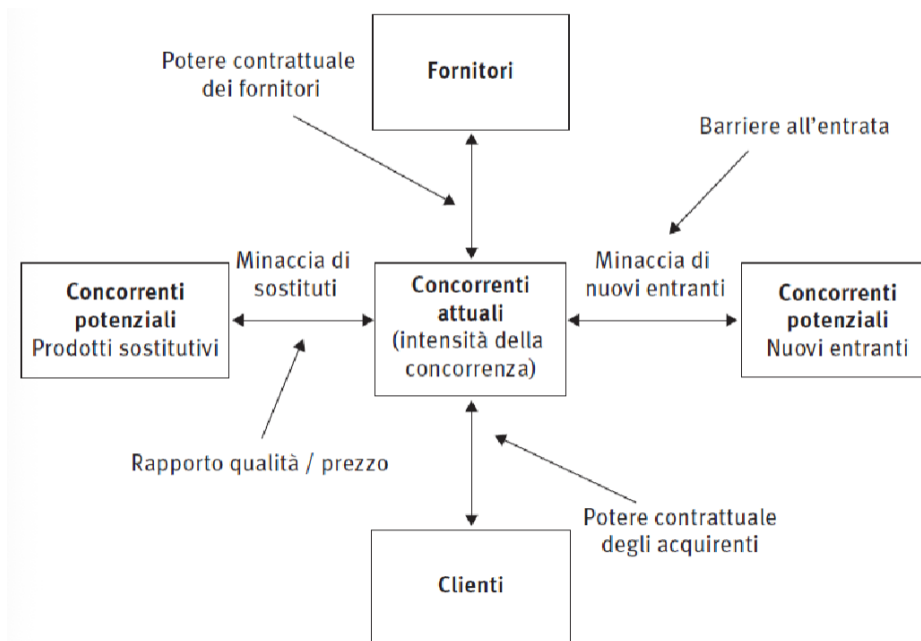 Potere contrattuale
dei fornitori
Fornitori
Barriere all'entrata
Minaccia di
sostituti
Minaccia di
nuovi entranti
Concorrenti
potenziali
Prodotti sostitutivi
Concorrenti
attuali
(intensità della
concorrenza)
Concorrenti
potenziali
Nuovi entranti
Rapporto qualità / prezzo
Potere contrattuale
degli acquirenti
Clienti